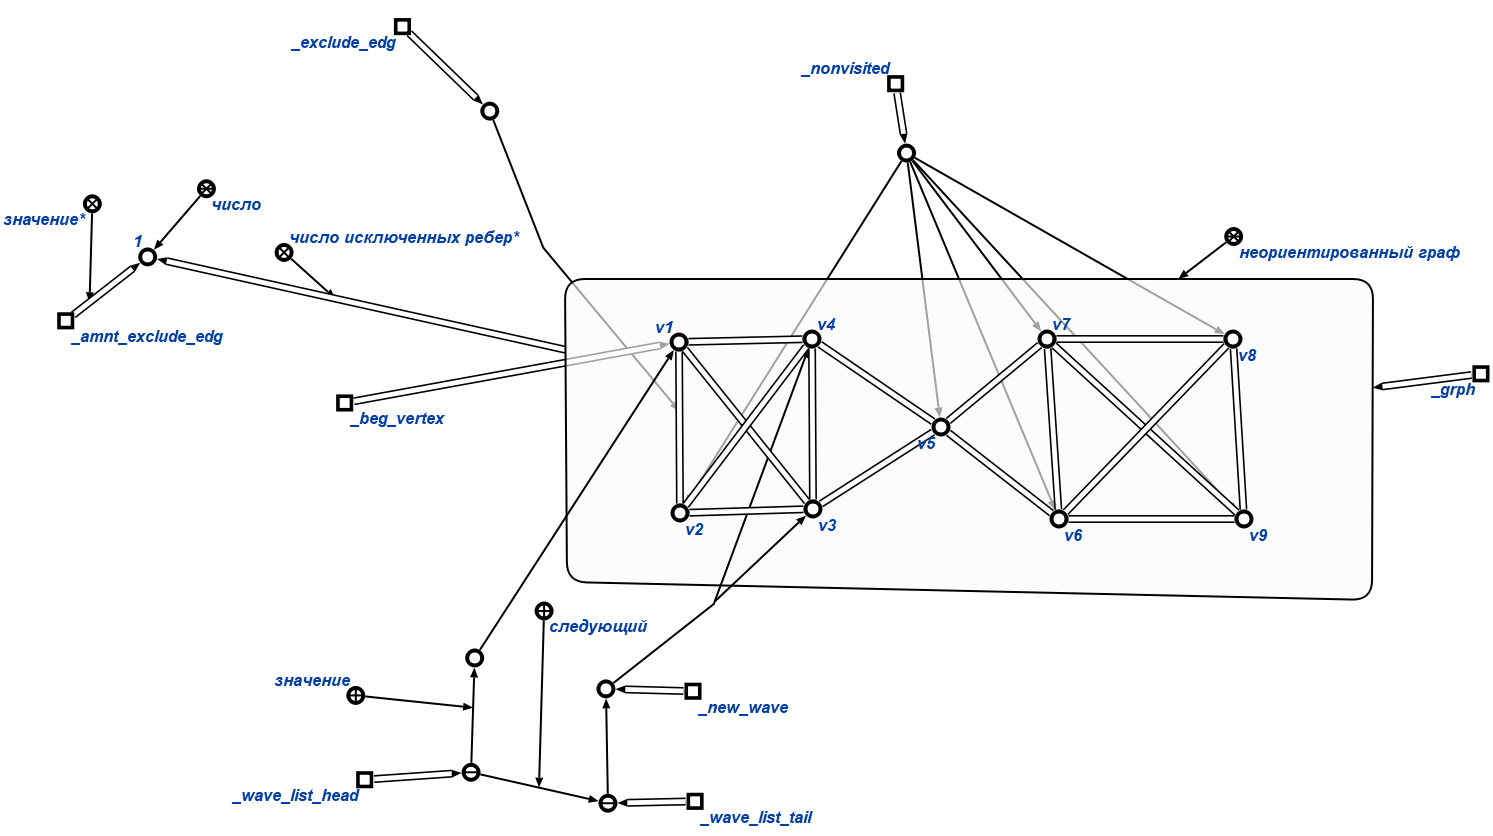 _exclude_edg
_nonvisited
число
значение*
1
число исключенных ребер*
неориентированный граф
v1
v4
v7
_amnt_exclude_edg
v8
_grph
_beg_vertex
v5
v2
v3
v6
v9
следующий
значение
_new_wave
_wave_list_head
_wave_list_tail